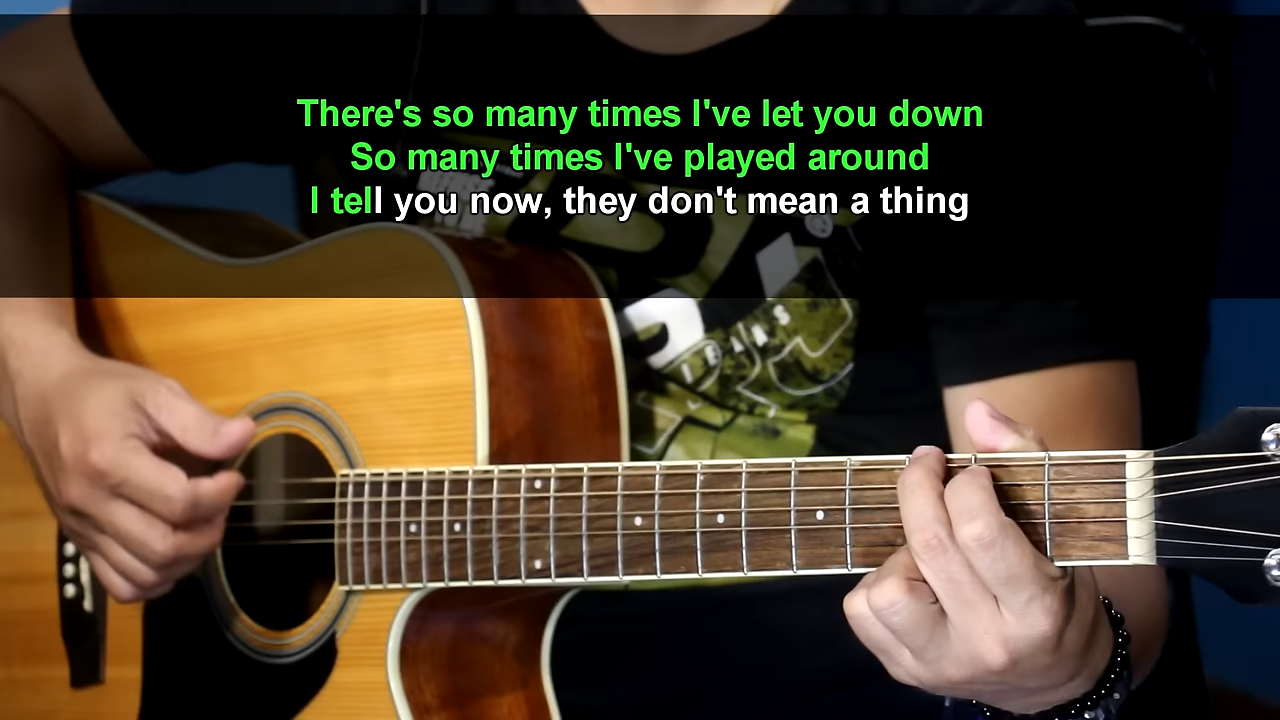 There's so many times I've let you down
So many times I've played around
I tell you now, they don't mean a thing